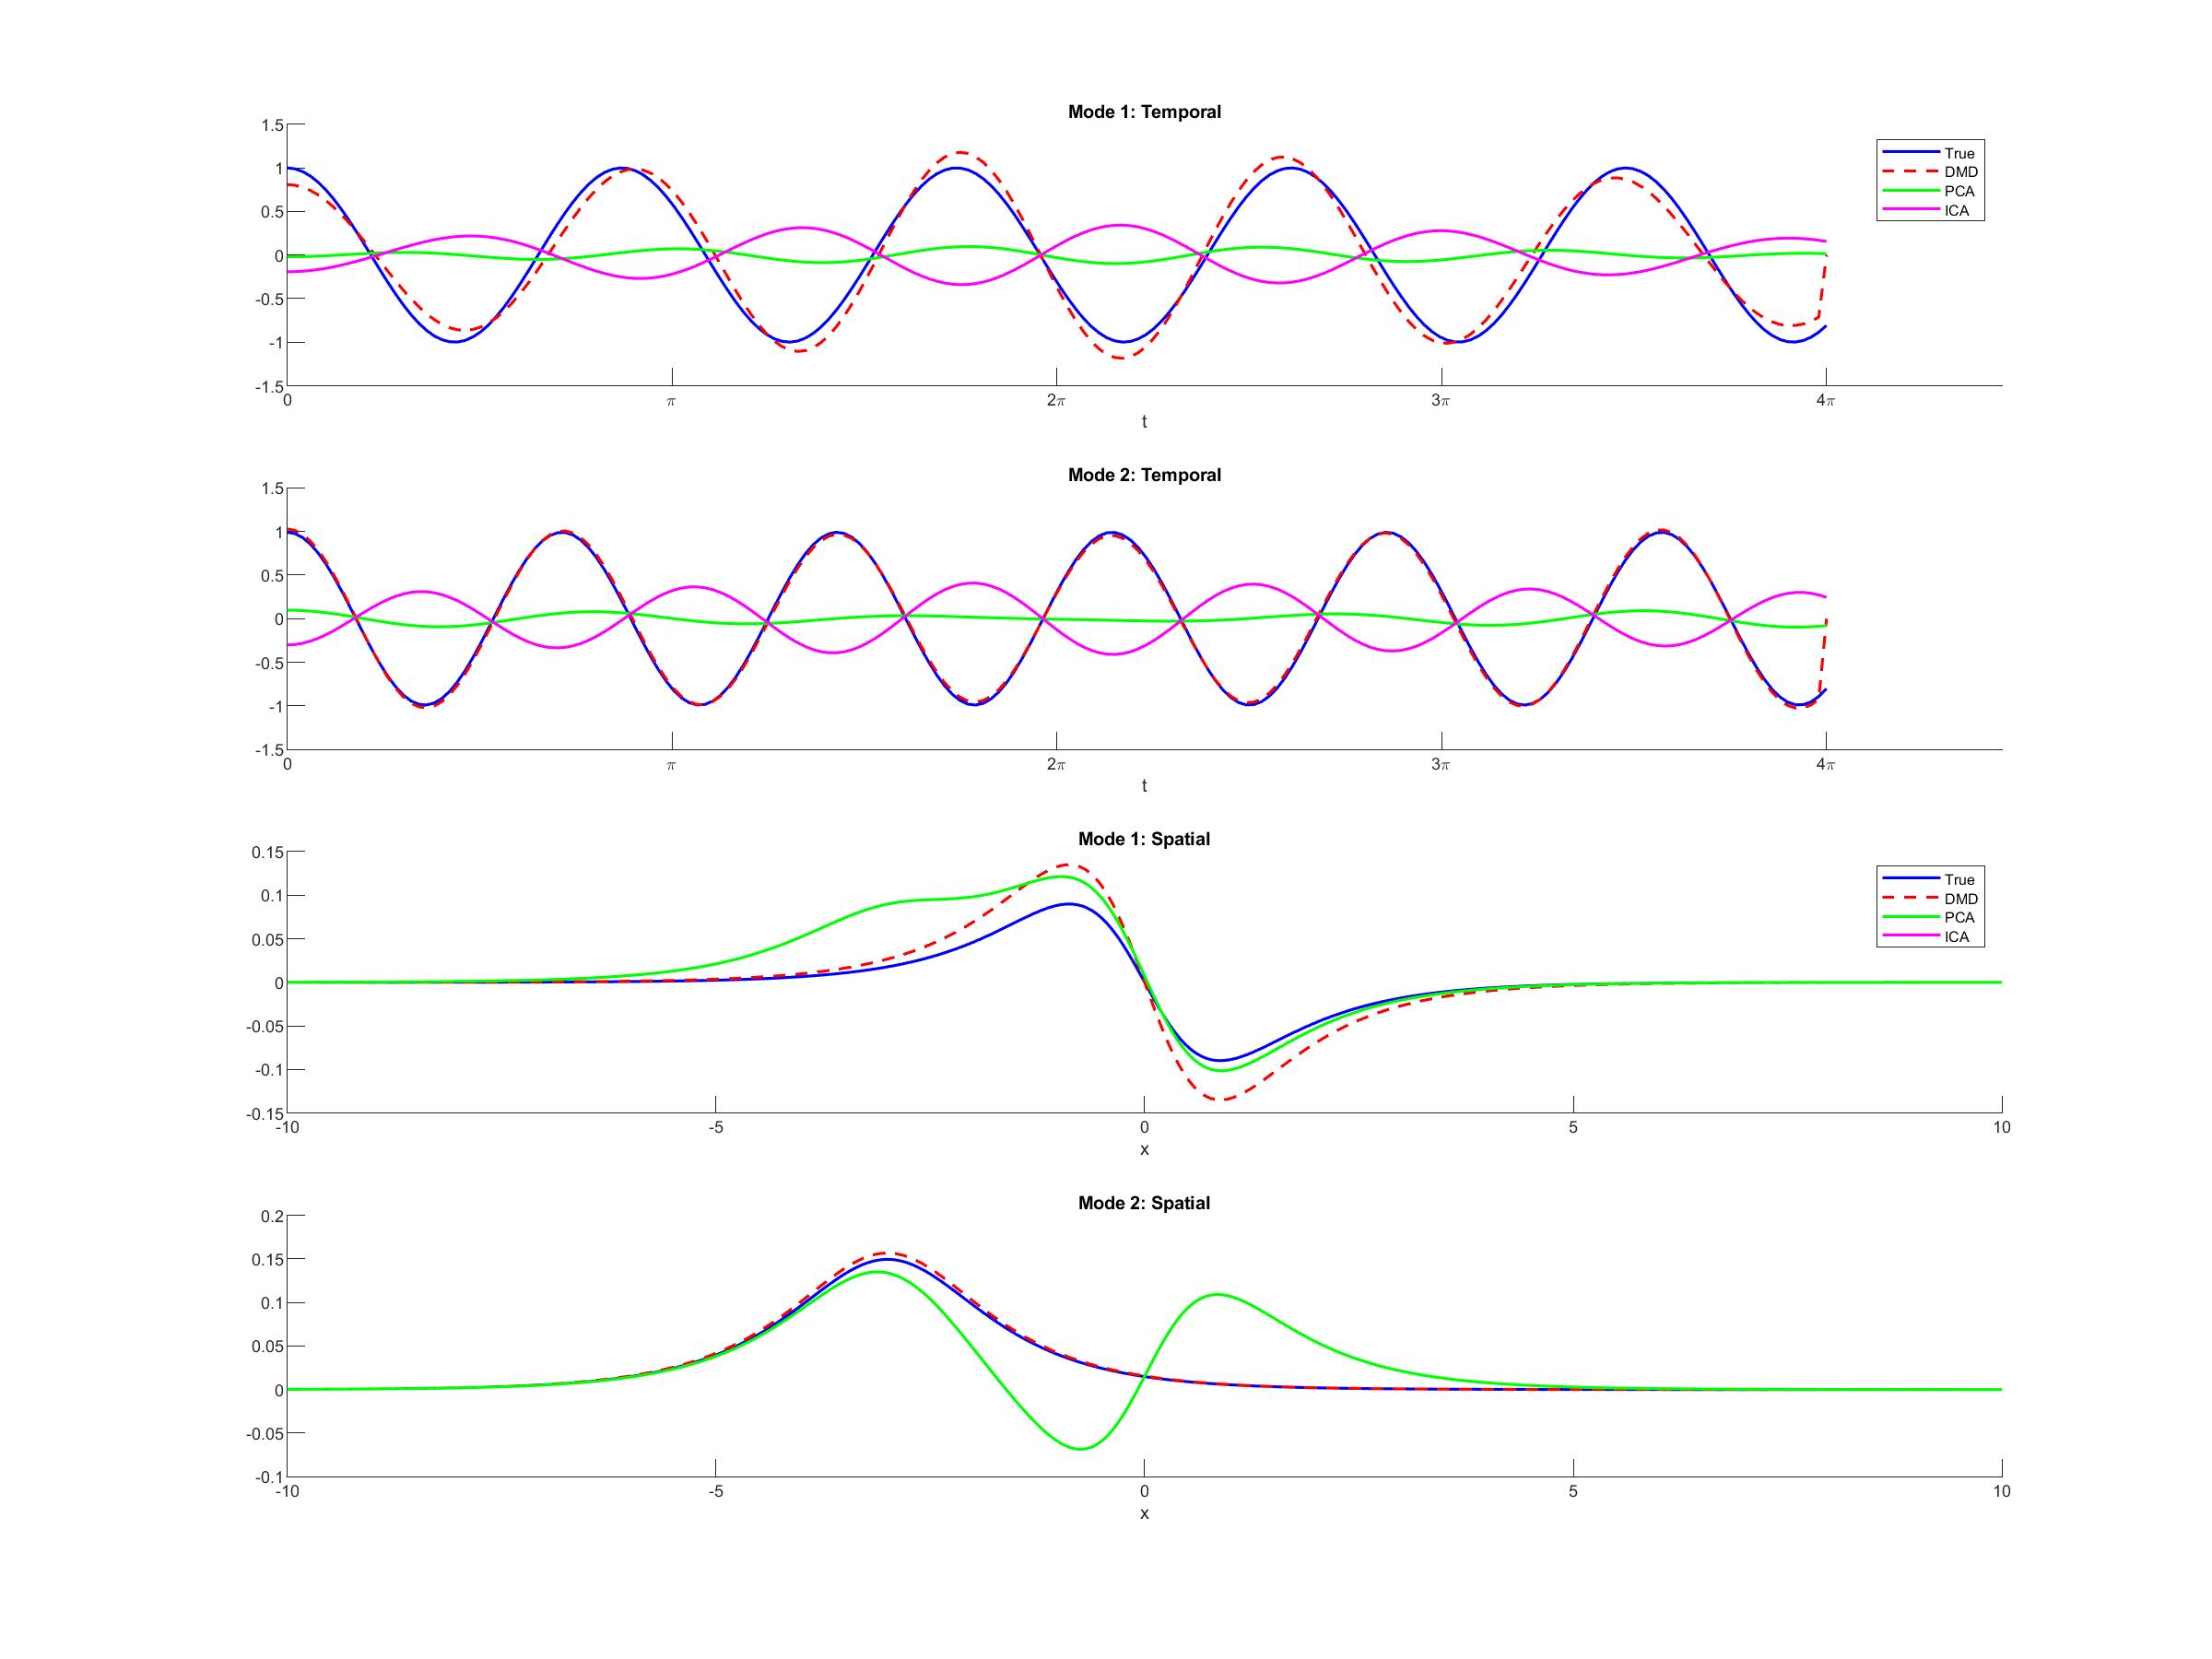 Mode 1: Temporal
1.5
1
0.5
0
-0.5
-1
-1.5
0 π 2π 3π 4π
t
True
DMD
PCA
ICA
Mode 2: Temporal
1.5
1
0.5
0
-0.5
-1
-1.5
0 π 2π 3π 4π
t
Mode 1: Spatial
0.15
0.1
0.05
0
-0.05
-0.1
-0.15
-10 -5 0 5 10
x
True
DMD
PCA
ICA
Mode 2: Spatial
0.2
0.15
0.1
0.05
0
-0.05
-0.1
-10 -5 0 5 10
x